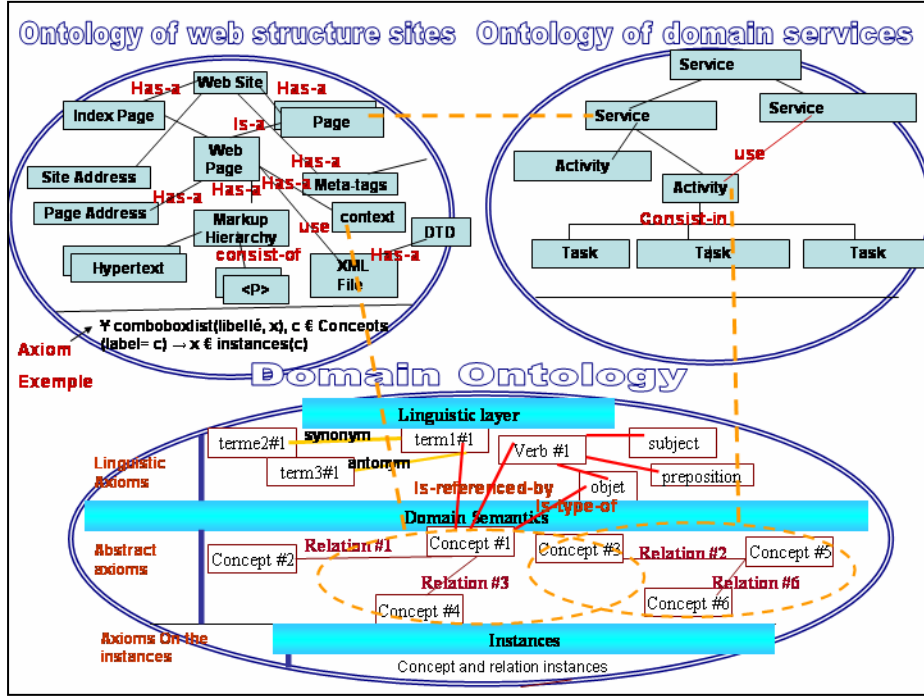 Ontology of web structure sites
Ontology of domain services
Web Site
Has-a
Has-a
Index Page
Is-a
Page
Web
Page
Site Address
Has-a
Has-a
Has-a
Has-a
Meta-tags
Page Address
Markup
Hierarchy
use
context
DTD
Hypertext
consist-of
Has-a
<P>
XML
File
Axiom
Exemple
¥ comboboxlist(libellé, x), c € Concepts
(label= c) → x € instances(c)
Service
Service
Service
use
Activity
Activity
Consist-in
Task
Task
Task
Domain Ontology
Linguistic layer
terme2#1
synonym
term1#1
Verb #1
subject
Linguistic
Axioms
term3#1
antonym
objet
preposition
Is-referenced-by
Is-type-of
Domain Semantics
Abstract
axioms
Concept #2
Relation #1
Concept #1
Concept #3
Relation #2
Concept #5
Relation #3
Relation #6
Concept #4
Concept #6
Axioms On the
instances
Instances
Concept and relation instances